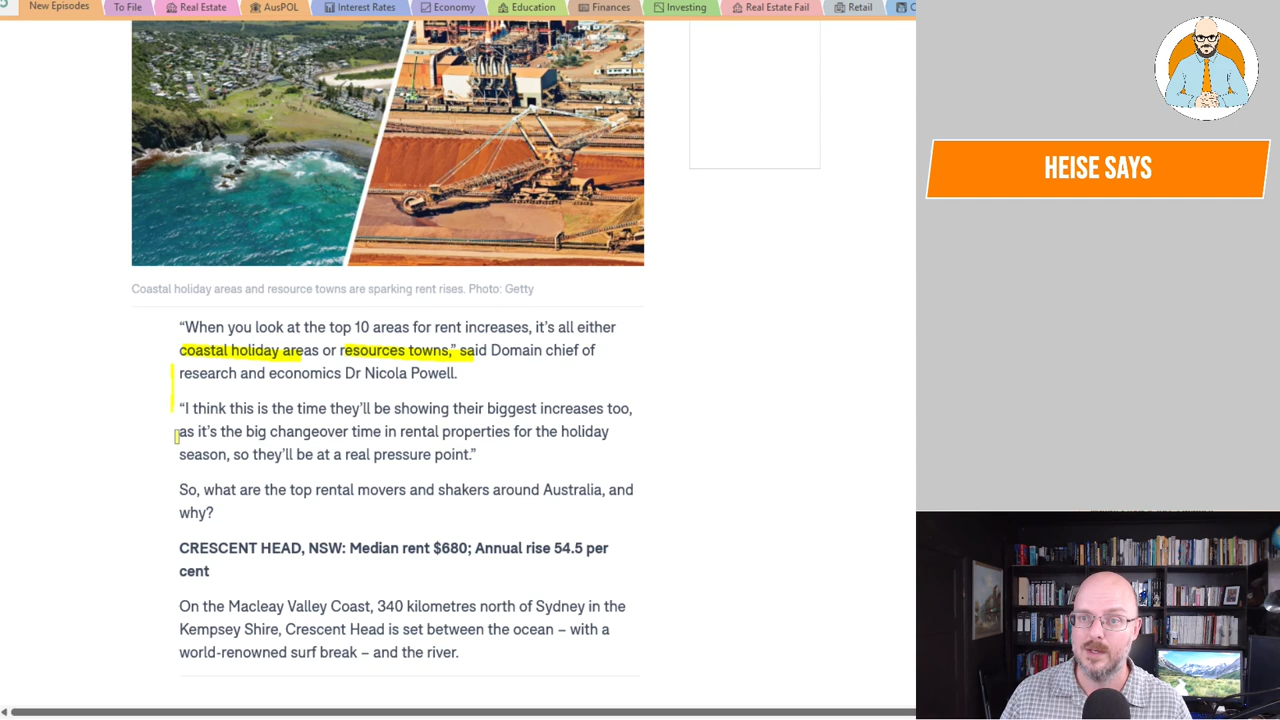 New Episodes
To File
Real Estate
AusPOL
Interest Rates
Economy
Education
Finances
Investing
Real Estate Fail
Retail
HEISE SAYS
Coastal holiday areas and resource towns are sparking rent rises. Photo: Getty
“When you look at the top 10 areas for rent increases, it’s all either
coastal holiday areas or resources towns,” said Domain chief of
research and economics Dr Nicola Powell.
“I think this is the time they’ll be showing their biggest increases too,
as it’s the big changeover time in rental properties for the holiday
season, so they’ll be at a real pressure point.”
So, what are the top rental movers and shakers around Australia, and
why?
CRESCENT HEAD, NSW: Median rent $680; Annual rise 54.5 per
cent
On the Macleay Valley Coast, 340 kilometres north of Sydney in the
Kempsey Shire, Crescent Head is set between the ocean – with a
world-renowned surf break – and the river.